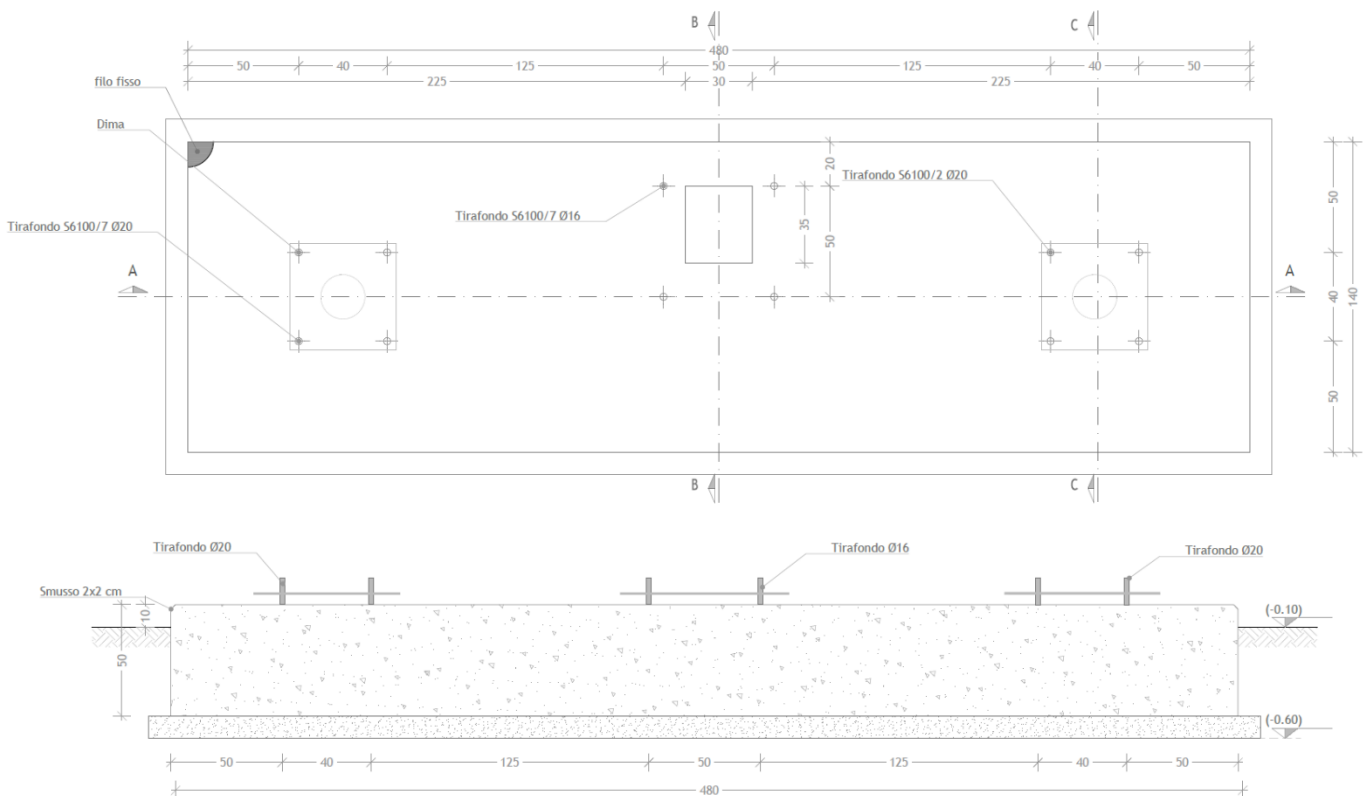 B
C
480
50
40
125
50
125
40
50
filo fisso
225
30
225
Dima
20
Tirafondo S6100/2 Ø20
50
Tirafondo S6100/7 Ø16
35
50
Tirafondo S6100/7 Ø20
A
A
40
140
50
B
C
Tirafondo Ø20
Tirafondo Ø16
Tirafondo Ø20
Smusso 2x2 cm
10
(-0.10)
50
(-0.60)
50
40
125
50
125
40
50
480